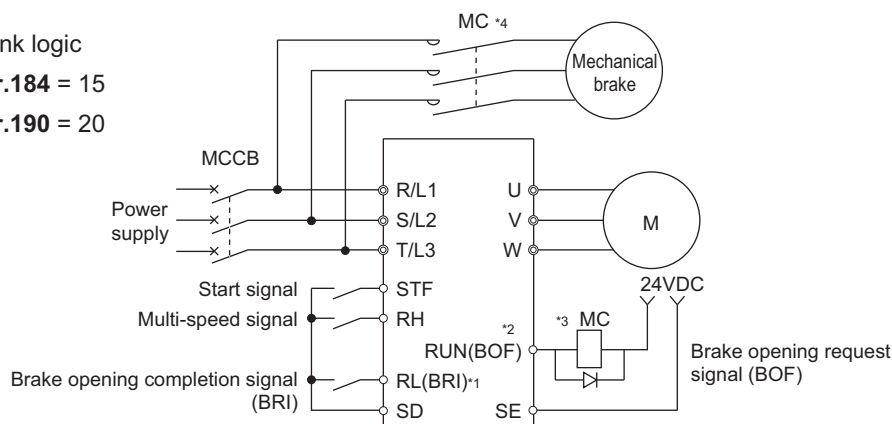 nk logic
r.184 = 15
r.190 = 20
MC *4
Mechanical
brake
MCCB
Power
supply
R/L1
S/L2
T/L3
U
V
W
M
24VDC
Start signal
STF
Multi-speed signal
RH
*2
*3 MC
RUN(BOF)
Brake opening request
signal (BOF)
Brake opening completion signal
(BRI)
RL(BRI)*1
SD
SE